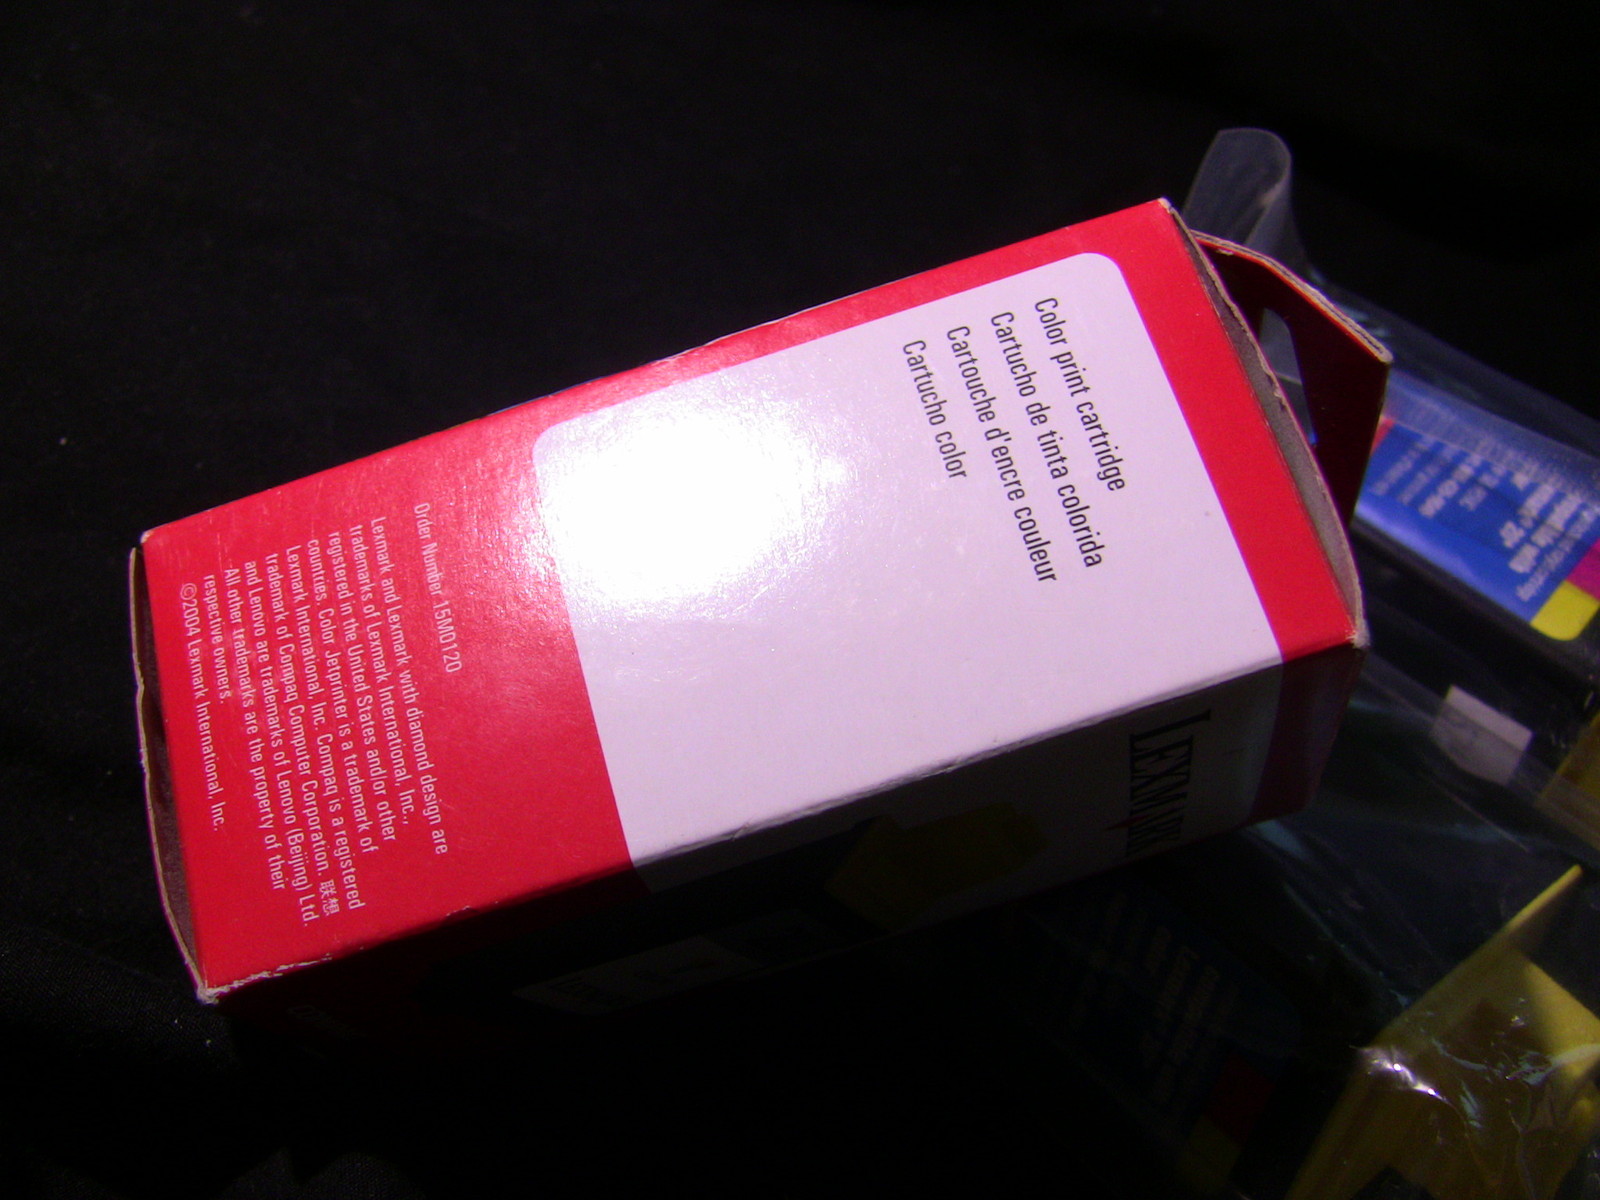 Color print cartridge
Cartucho de tinta colorida
Cartouche d'encre couleur
Cartucho color
LEXMARK
Order Number 15M0120
Lexmark and Lexmark with diamond design are
trademarks of Lexmark International, Inc.,
registered in the United States and/or other
countries. Color Jetprinter is a trademark of
Lexmark International, Inc. Compaq is a registered
trademark of Compaq Computer Corporation. 联想
and Lenovo are trademarks of Lenovo (Beijing) Ltd.
All other trademarks are the property of their
respective owners.
©2004 Lexmark International, Inc.